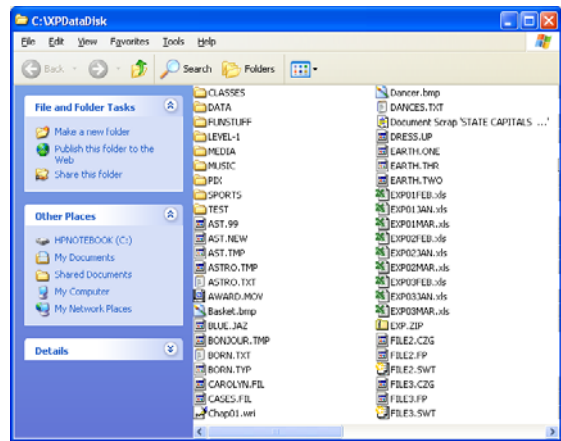 C:\XPDataDisk
File Edit View Favorites Tools Help
Back Search Folders
File and Folder Tasks
Make a new folder
Publish this folder to the
Web
Share this folder
Other Places
HPNOTEBOOK (C:)
My Documents
Shared Documents
My Computer
My Network Places
Details
CLASSES
DATA
FUNSTUFF
LEVEL-1
MEDIA
MUSIC
PIX
SPORTS
TEST
AST.99
AST.NEW
AST.TMP
ASTRO.TMP
ASTRO.TXT
AWARD.MOV
Basket.bmp
BLUE.JAZ
BONJOUR.TMP
BORN.TXT
BORN.TYP
CAROLYN.FIL
CASES.FIL
Chap01.wri
Dancer.bmp
DANCES.TXT
Document Scrap 'STATE CAPITALS ...'
DRESS.UP
EARTH.ONE
EARTH.THR
EARTH.TWO
EXP01FEB.xls
EXP01JAN.xls
EXP01MAR.xls
EXP02FEB.xls
EXP02JAN.xls
EXP02MAR.xls
EXP03FEB.xls
EXP03JAN.xls
EXP03MAR.xls
EXP.ZIP
FILE2.CZG
FILE2.FP
FILE2.SWT
FILE3.CZG
FILE3.FP
FILE3.SWT